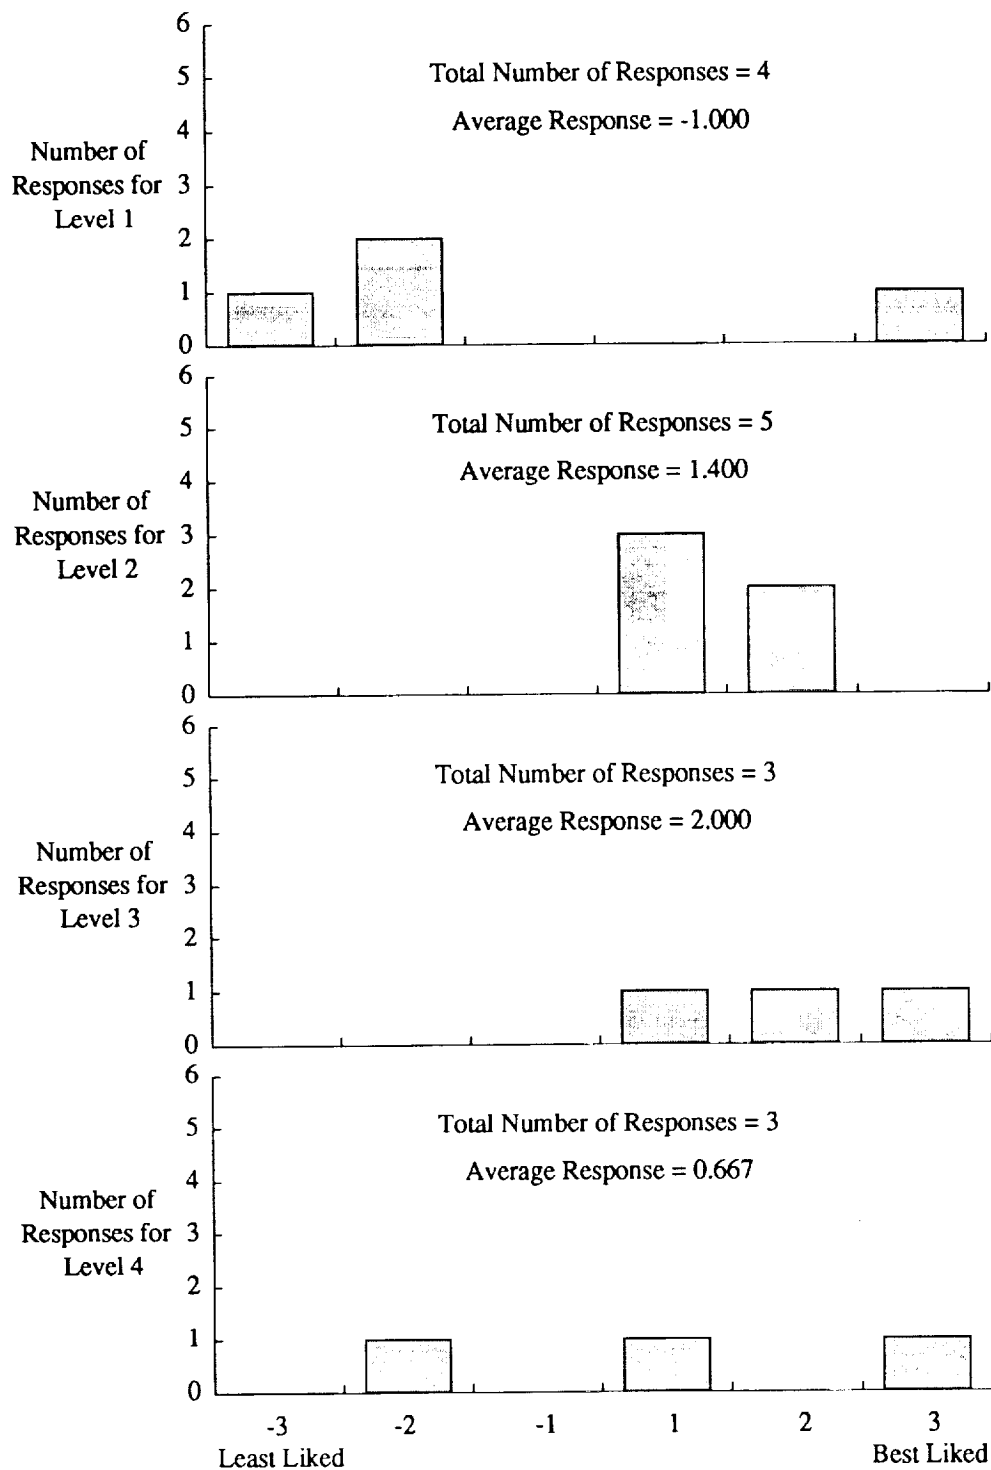 6
5
4
3
2
1
0
Number of
Responses for
Level 1
Total Number of Responses = 4
Average Response = -1.000
6
5
4
3
2
1
0
Number of
Responses for
Level 2
Total Number of Responses = 5
Average Response = 1.400
6
5
4
3
2
1
0
Number of
Responses for
Level 3
Total Number of Responses = 3
Average Response = 2.000
6
5
4
3
2
1
0
Number of
Responses for
Level 4
Total Number of Responses = 3
Average Response = 0.667
-3 -2 -1 1 2 3
Least Liked Best Liked